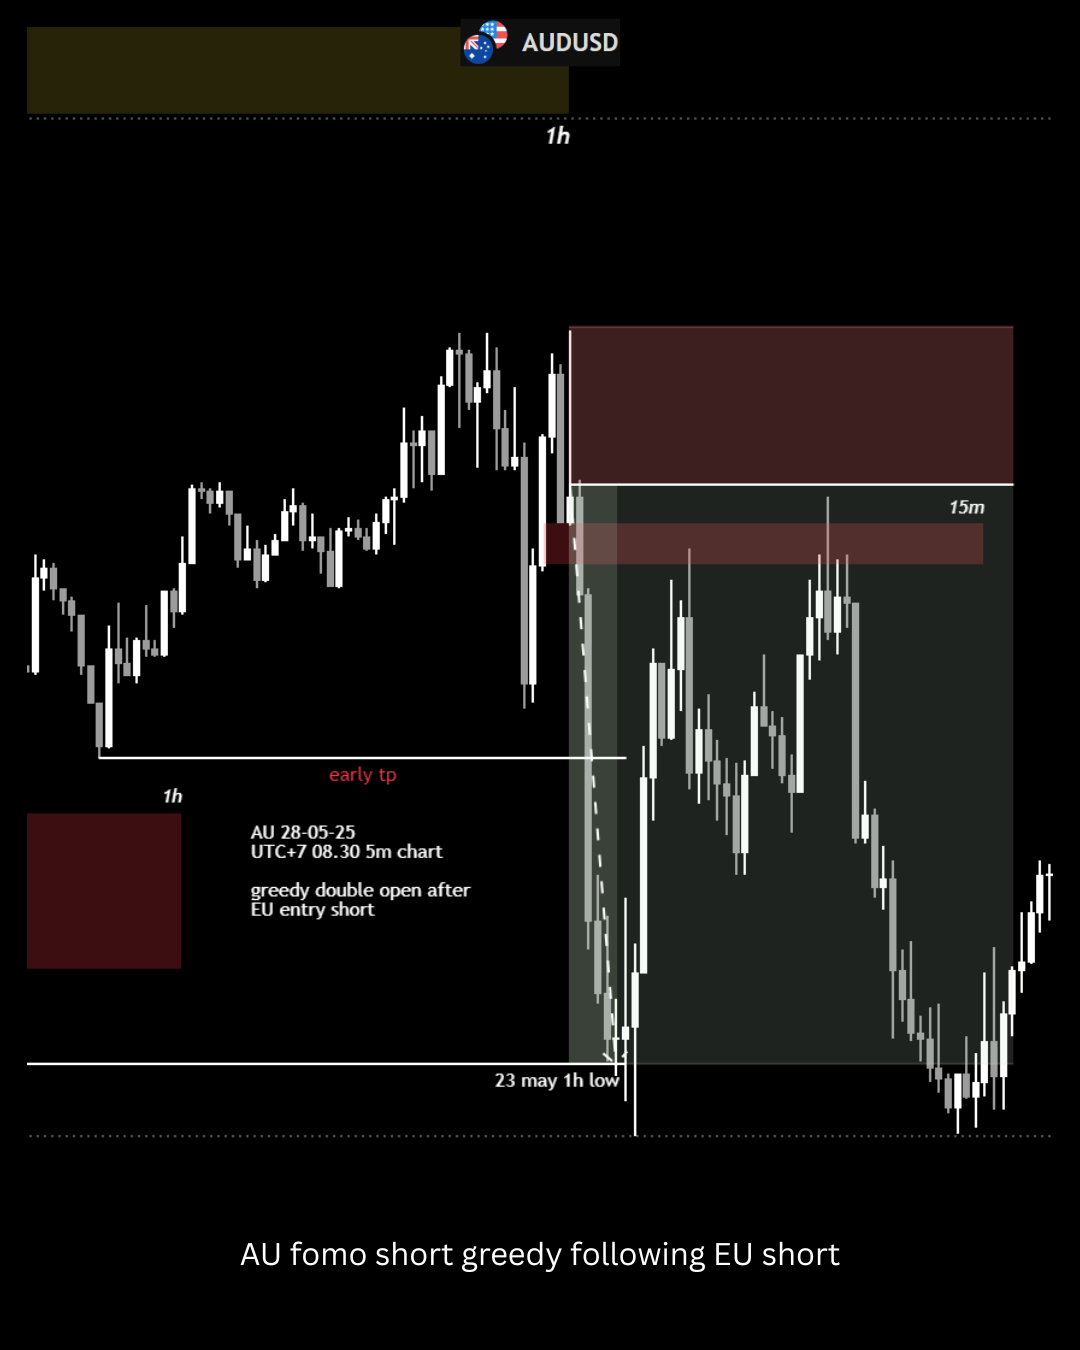 AUDUSD
1h
15m
early tp
1h
AU 28-05-25
UTC+7 08.30 5m chart
greedy double open after
EU entry short
23 may 1h low
AU fomo short greedy following EU short